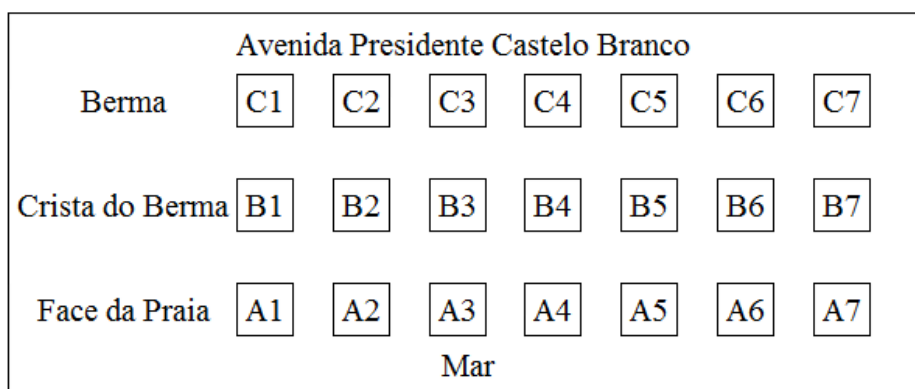 Avenida Presidente Castelo Branco
Berma C1 C2 C3 C4 C5 C6 C7
Crista do Berma B1 B2 B3 B4 B5 B6 B7
Face da Praia A1 A2 A3 A4 A5 A6 A7
Mar